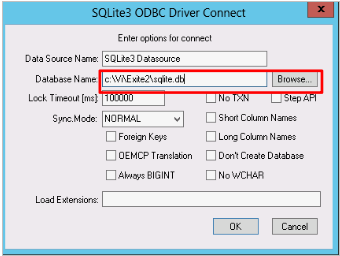 SQLite3 ODBC Driver Connect
X
Enter options for connect
Data Source Name: SQLite3 Datasource
Database Name: c:\VI\Exite2\sqlite.db Browse...
Lock Timeout [ms]: 100000 No TXN Step API
Sync.Mode: NORMAL Short Column Names
Foreign Keys Long Column Names
OEMCP Translation Don't Create Database
Always BIGINT No WCHAR
Load Extensions:
OK Cancel